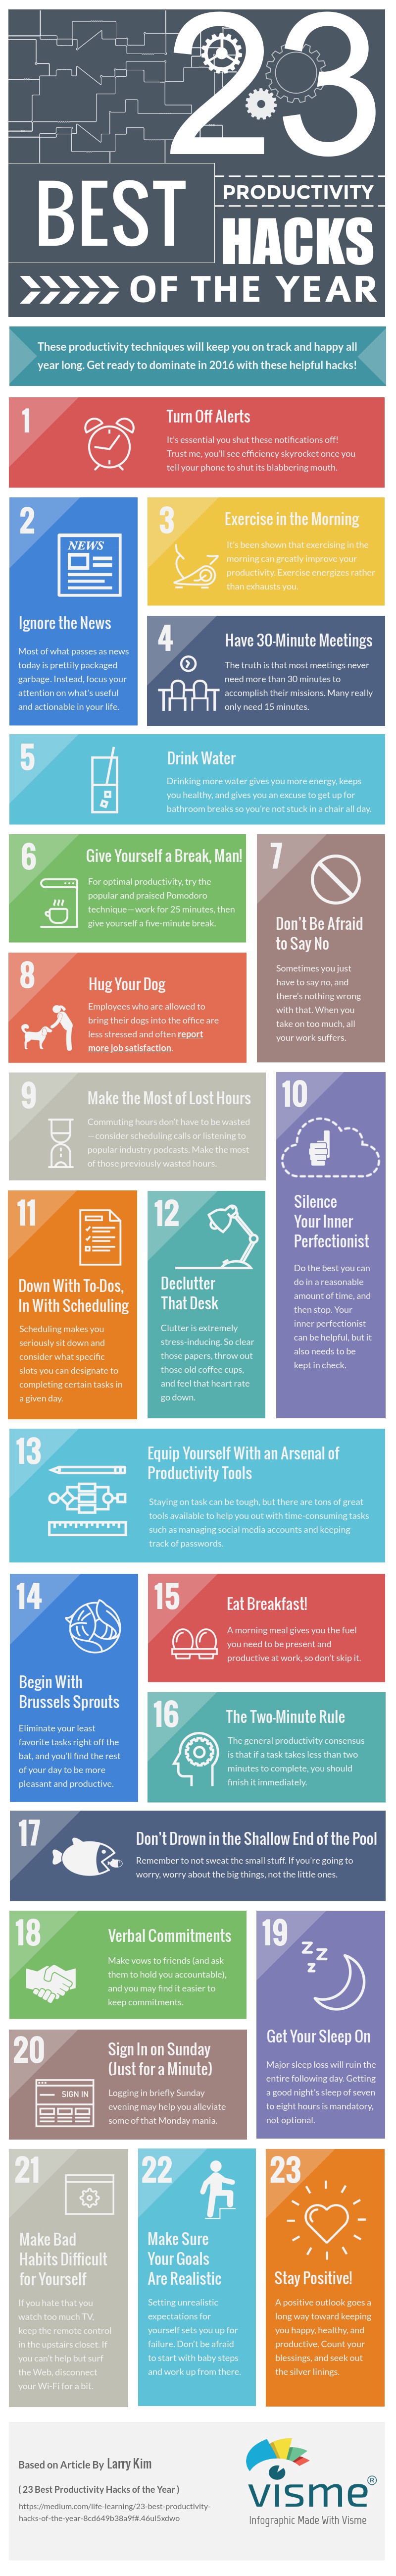 23
BEST
PRODUCTIVITY
HACKS
OF THE YEAR
These productivity techniques will keep you on track and happy all
year long. Get ready to dominate in 2016 with these helpful hacks!
1
Turn Off Alerts
It's essential you shut these notifications off!
Trust me, you'll see efficiency skyrocket once you
tell your phone to shut its blabbering mouth.
2
NEWS
Ignore the News
Most of what passes as news
today is prettily packaged
garbage. Instead, focus your
attention on what's useful
and actionable in your life.
3
Exercise in the Morning
It's been shown that exercising in the
morning can greatly improve your
productivity. Exercise energizes rather
than exhausts you.
4
Have 30-Minute Meetings
The truth is that most meetings never
need more than 30 minutes to
accomplish their missions. Many really
only need 15 minutes.
5
Drink Water
Drinking more water gives you more energy, keeps
you healthy, and gives you an excuse to get up for
bathroom breaks so you're not stuck in a chair all day.
6
Give Yourself a Break, Man!
For optimal productivity, try the
popular and praised Pomodoro
technique—work for 25 minutes, then
give yourself a five-minute break.
7
Don't Be Afraid
to Say No
Sometimes you just
have to say no, and
there's nothing wrong
with that. When you
take on too much, all
your work suffers.
8
Hug Your Dog
Employees who are allowed to
bring their dogs into the office are
less stressed and often report
more job satisfaction.
9
Make the Most of Lost Hours
Commuting hours don't have to be wasted
—consider scheduling calls or listening to
popular industry podcasts. Make the most
of those previously wasted hours.
10
Silence
Your Inner
Perfectionist
Do the best you can
do in a reasonable
amount of time, and
then stop. Your
inner perfectionist
can be helpful, but it
also needs to be
kept in check.
11
Down With To-Dos,
In With Scheduling
Scheduling makes you
seriously sit down and
consider what specific
slots you can designate to
completing certain tasks in
a given day.
12
Declutter
That Desk
Clutter is extremely
stress-inducing. So clear
those papers, throw out
those old coffee cups,
and feel that heart rate
go down.
13
Equip Yourself With an Arsenal of
Productivity Tools
Staying on task can be tough, but there are tons of great
tools available to help you out with time-consuming tasks
such as managing social media accounts and keeping
track of passwords.
14
Begin With
Brussels Sprouts
Eliminate your least
favorite tasks right off the
bat, and you'll find the rest
of your day to be more
pleasant and productive.
15
Eat Breakfast!
A morning meal gives you the fuel
you need to be present and
productive at work, so don't skip it.
16
The Two-Minute Rule
The general productivity consensus
is that if a task takes less than two
minutes to complete, you should
finish it immediately.
17
Don't Drown in the Shallow End of the Pool
Remember to not sweat the small stuff. If you're going to
worry, worry about the big things, not the little ones.
18
Verbal Commitments
Make vows to friends (and ask
them to hold you accountable),
and you may find it easier to
keep commitments.
19
Z Z
Z
Get Your Sleep On
Major sleep loss will ruin the
entire following day. Getting
a good night's sleep of seven
to eight hours is mandatory,
not optional.
20
SIGN IN
Sign In on Sunday
(Just for a Minute)
Logging in briefly Sunday
evening may help you alleviate
some of that Monday mania.
21
Make Bad
Habits Difficult
for Yourself
If you hate that you
watch too much TV,
keep the remote control
in the upstairs closet. If
you can't help but surf
the Web, disconnect
your Wi-Fi for a bit.
22
Make Sure
Your Goals
Are Realistic
Setting unrealistic
expectations for
yourself sets you up for
failure. Don't be afraid
to start with baby steps
and work up from there.
23
Stay Positive!
A positive outlook goes a
long way toward keeping
you happy, healthy, and
productive. Count your
blessings, and seek out
the silver linings.
Based on Article By Larry Kim
( 23 Best Productivity Hacks of the Year )
https://medium.com/life-learning/23-best-productivity-
hacks-of-the-year-8cd649b38a9f#.46ul5xdwo
visme®
Infographic Made With Visme